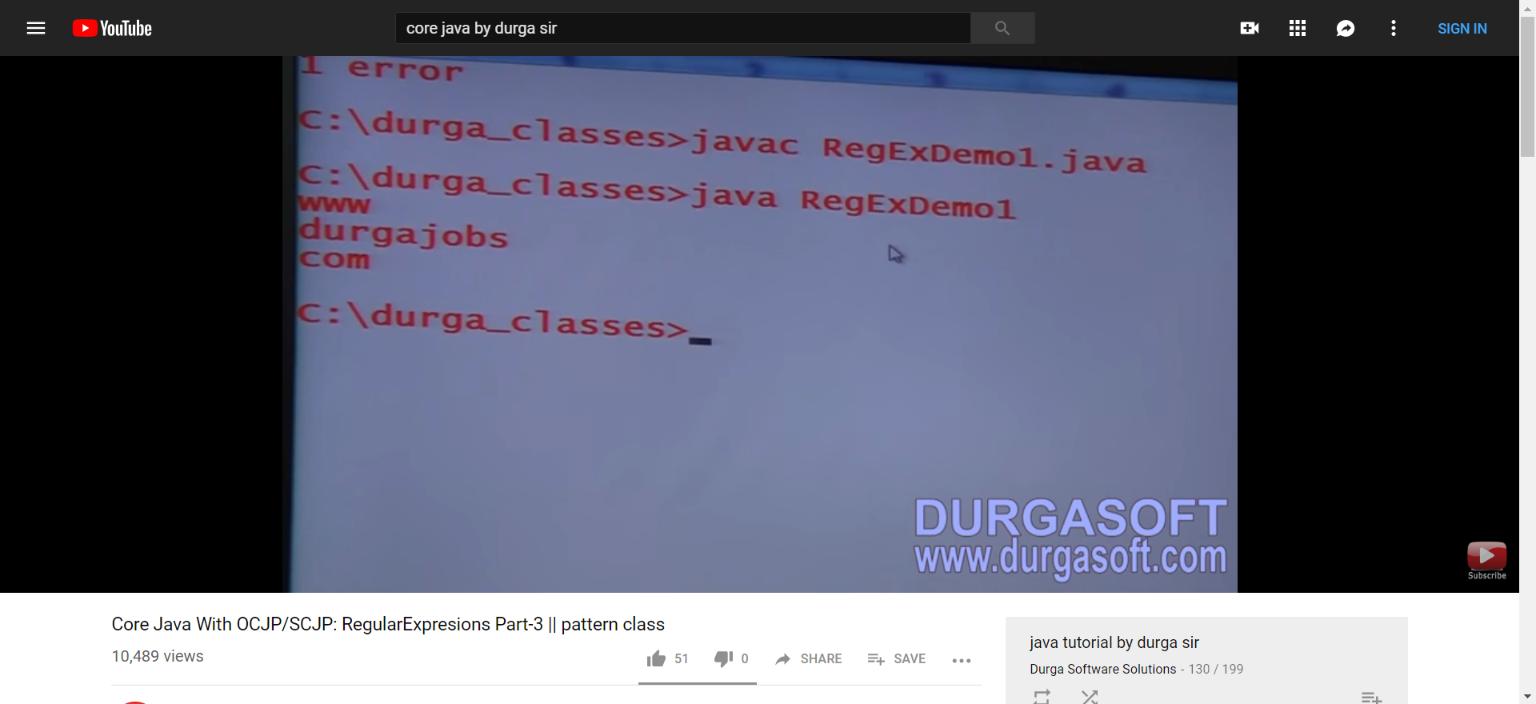 YouTube
core java by durga sir
SIGN IN
1 error
C:\durga_classes>javac RegExDemo1.java
C:\durga_classes>java RegExDemo1
www
durgajobs
com
C:\durga_classes>_
DURGASOFT
www.durgasoft.com
Subscribe
Core Java With OCJP/SCJP: RegularExpresions Part-3 || pattern class
10,489 views
51
0
SHARE
SAVE
java tutorial by durga sir
Durga Software Solutions - 130 / 199